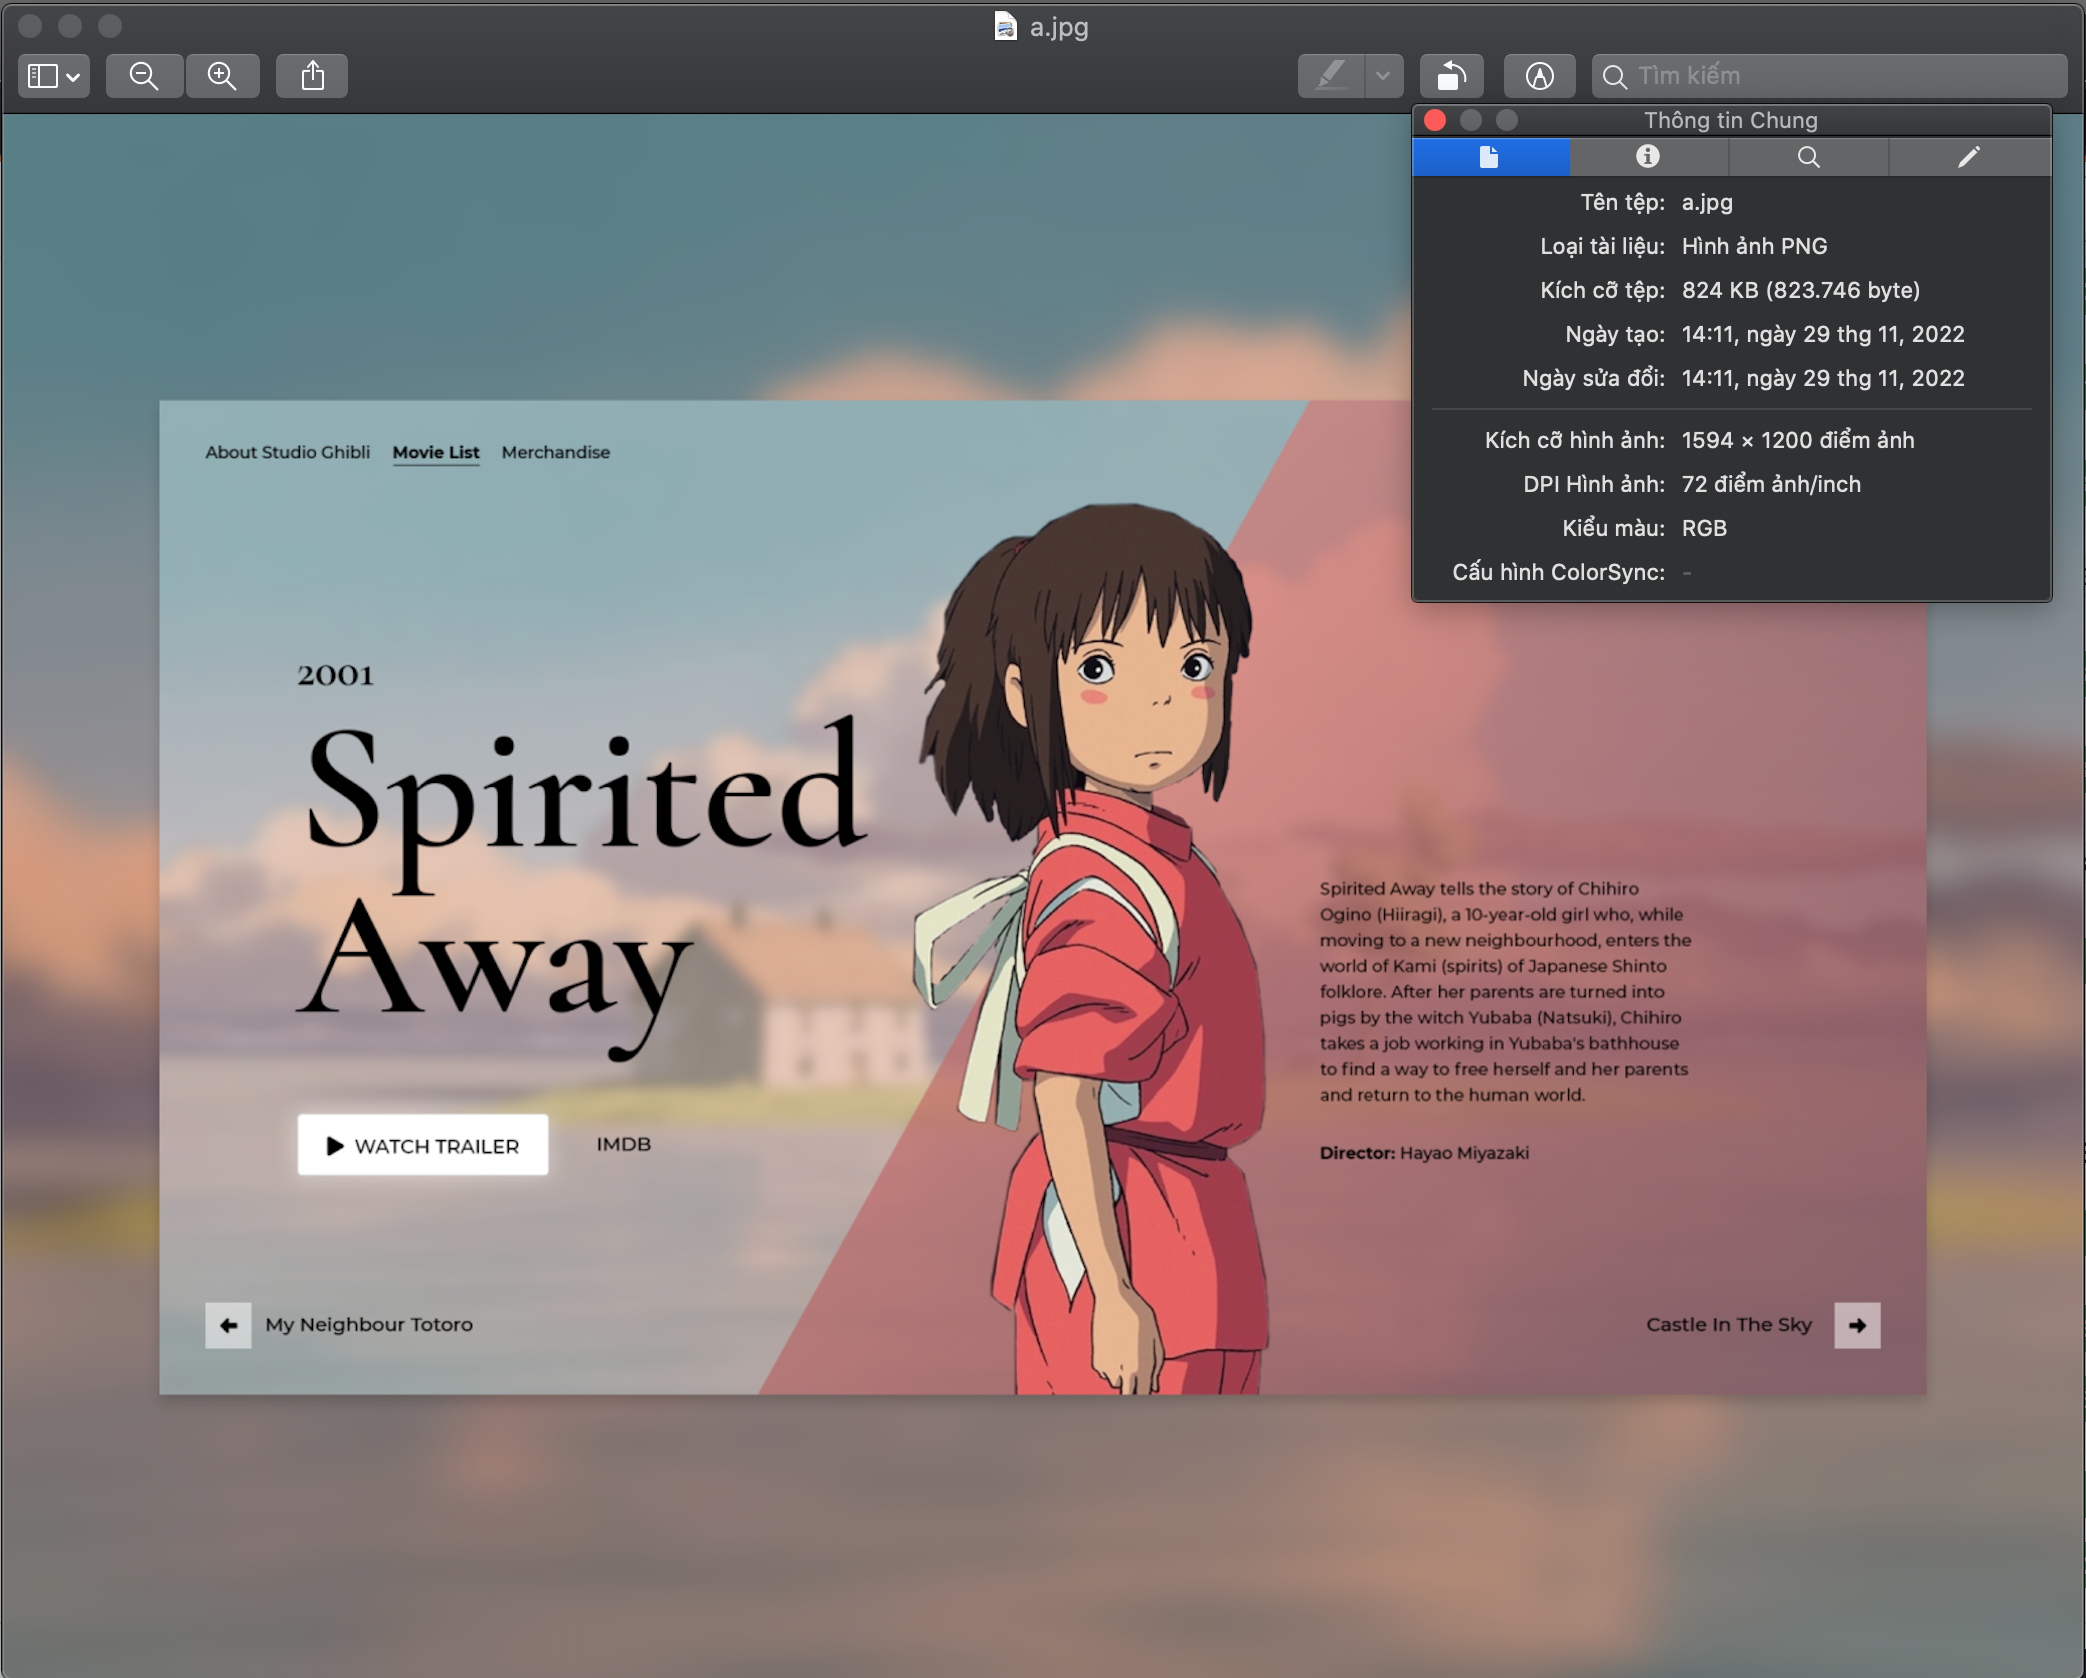 a.jpg
Tìm kiếm
Thông tin Chung
Tên tệp: a.jpg
Loại tài liệu: Hình ảnh PNG
Kích cỡ tệp: 824 KB (823.746 byte)
Ngày tạo: 14:11, ngày 29 thg 11, 2022
Ngày sửa đổi: 14:11, ngày 29 thg 11, 2022
Kích cỡ hình ảnh: 1594 × 1200 điểm ảnh
DPI Hình ảnh: 72 điểm ảnh/inch
Kiểu màu: RGB
Cấu hình ColorSync: -
About Studio Ghibli Movie List Merchandise
2001
Spirited
Away
WATCH TRAILER IMDB
Spirited Away tells the story of Chihiro
Ogino (Hiiragi), a 10-year-old girl who, while
moving to a new neighbourhood, enters the
world of Kami (spirits) of Japanese Shinto
folklore. After her parents are turned into
pigs by the witch Yubaba (Natsuki), Chihiro
takes a job working in Yubaba's bathhouse
to find a way to free herself and her parents
and return to the human world.
Director: Hayao Miyazaki
My Neighbour Totoro
Castle In The Sky